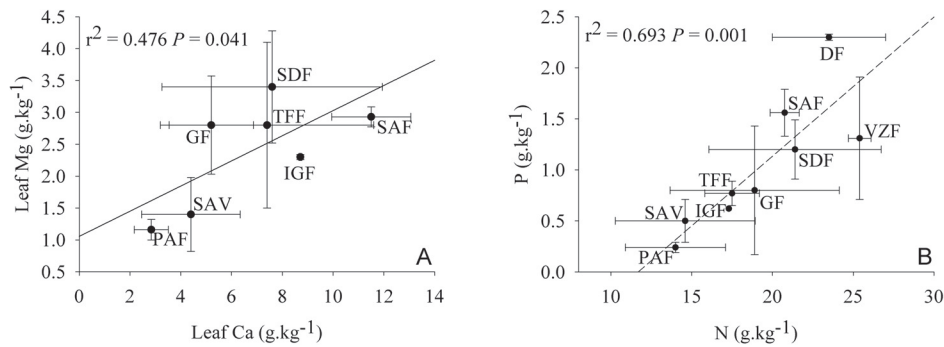 r² = 0.476 P = 0.041
4.5
4.0
3.5
3.0
2.5
2.0
1.5
1.0
0.5
Leaf Mg (g.kg⁻¹)
SDF
GF
TFF
SAF
IGF
SAV
PAF
A
0 2 4 6 8 10 12 14
Leaf Ca (g.kg⁻¹)
r² = 0.693 P = 0.001
2.5
2.0
1.5
1.0
0.5
0.0
P (g.kg⁻¹)
DF
SAF
VZF
SDF
TFF
GF
IGF
SAV
PAF
B
10 15 20 25 30
N (g.kg⁻¹)